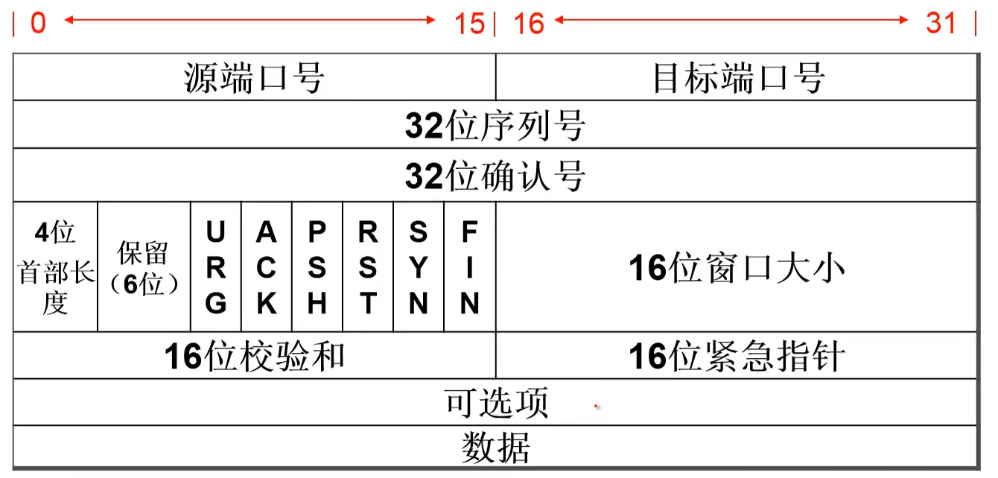 0 15 16 31
源端口号 目标端口号
32位序列号
32位确认号
4位首部长度 保留（6位） URG ACK PSH RST SYN FIN 16位窗口大小
16位校验和 16位紧急指针
可选项
数据